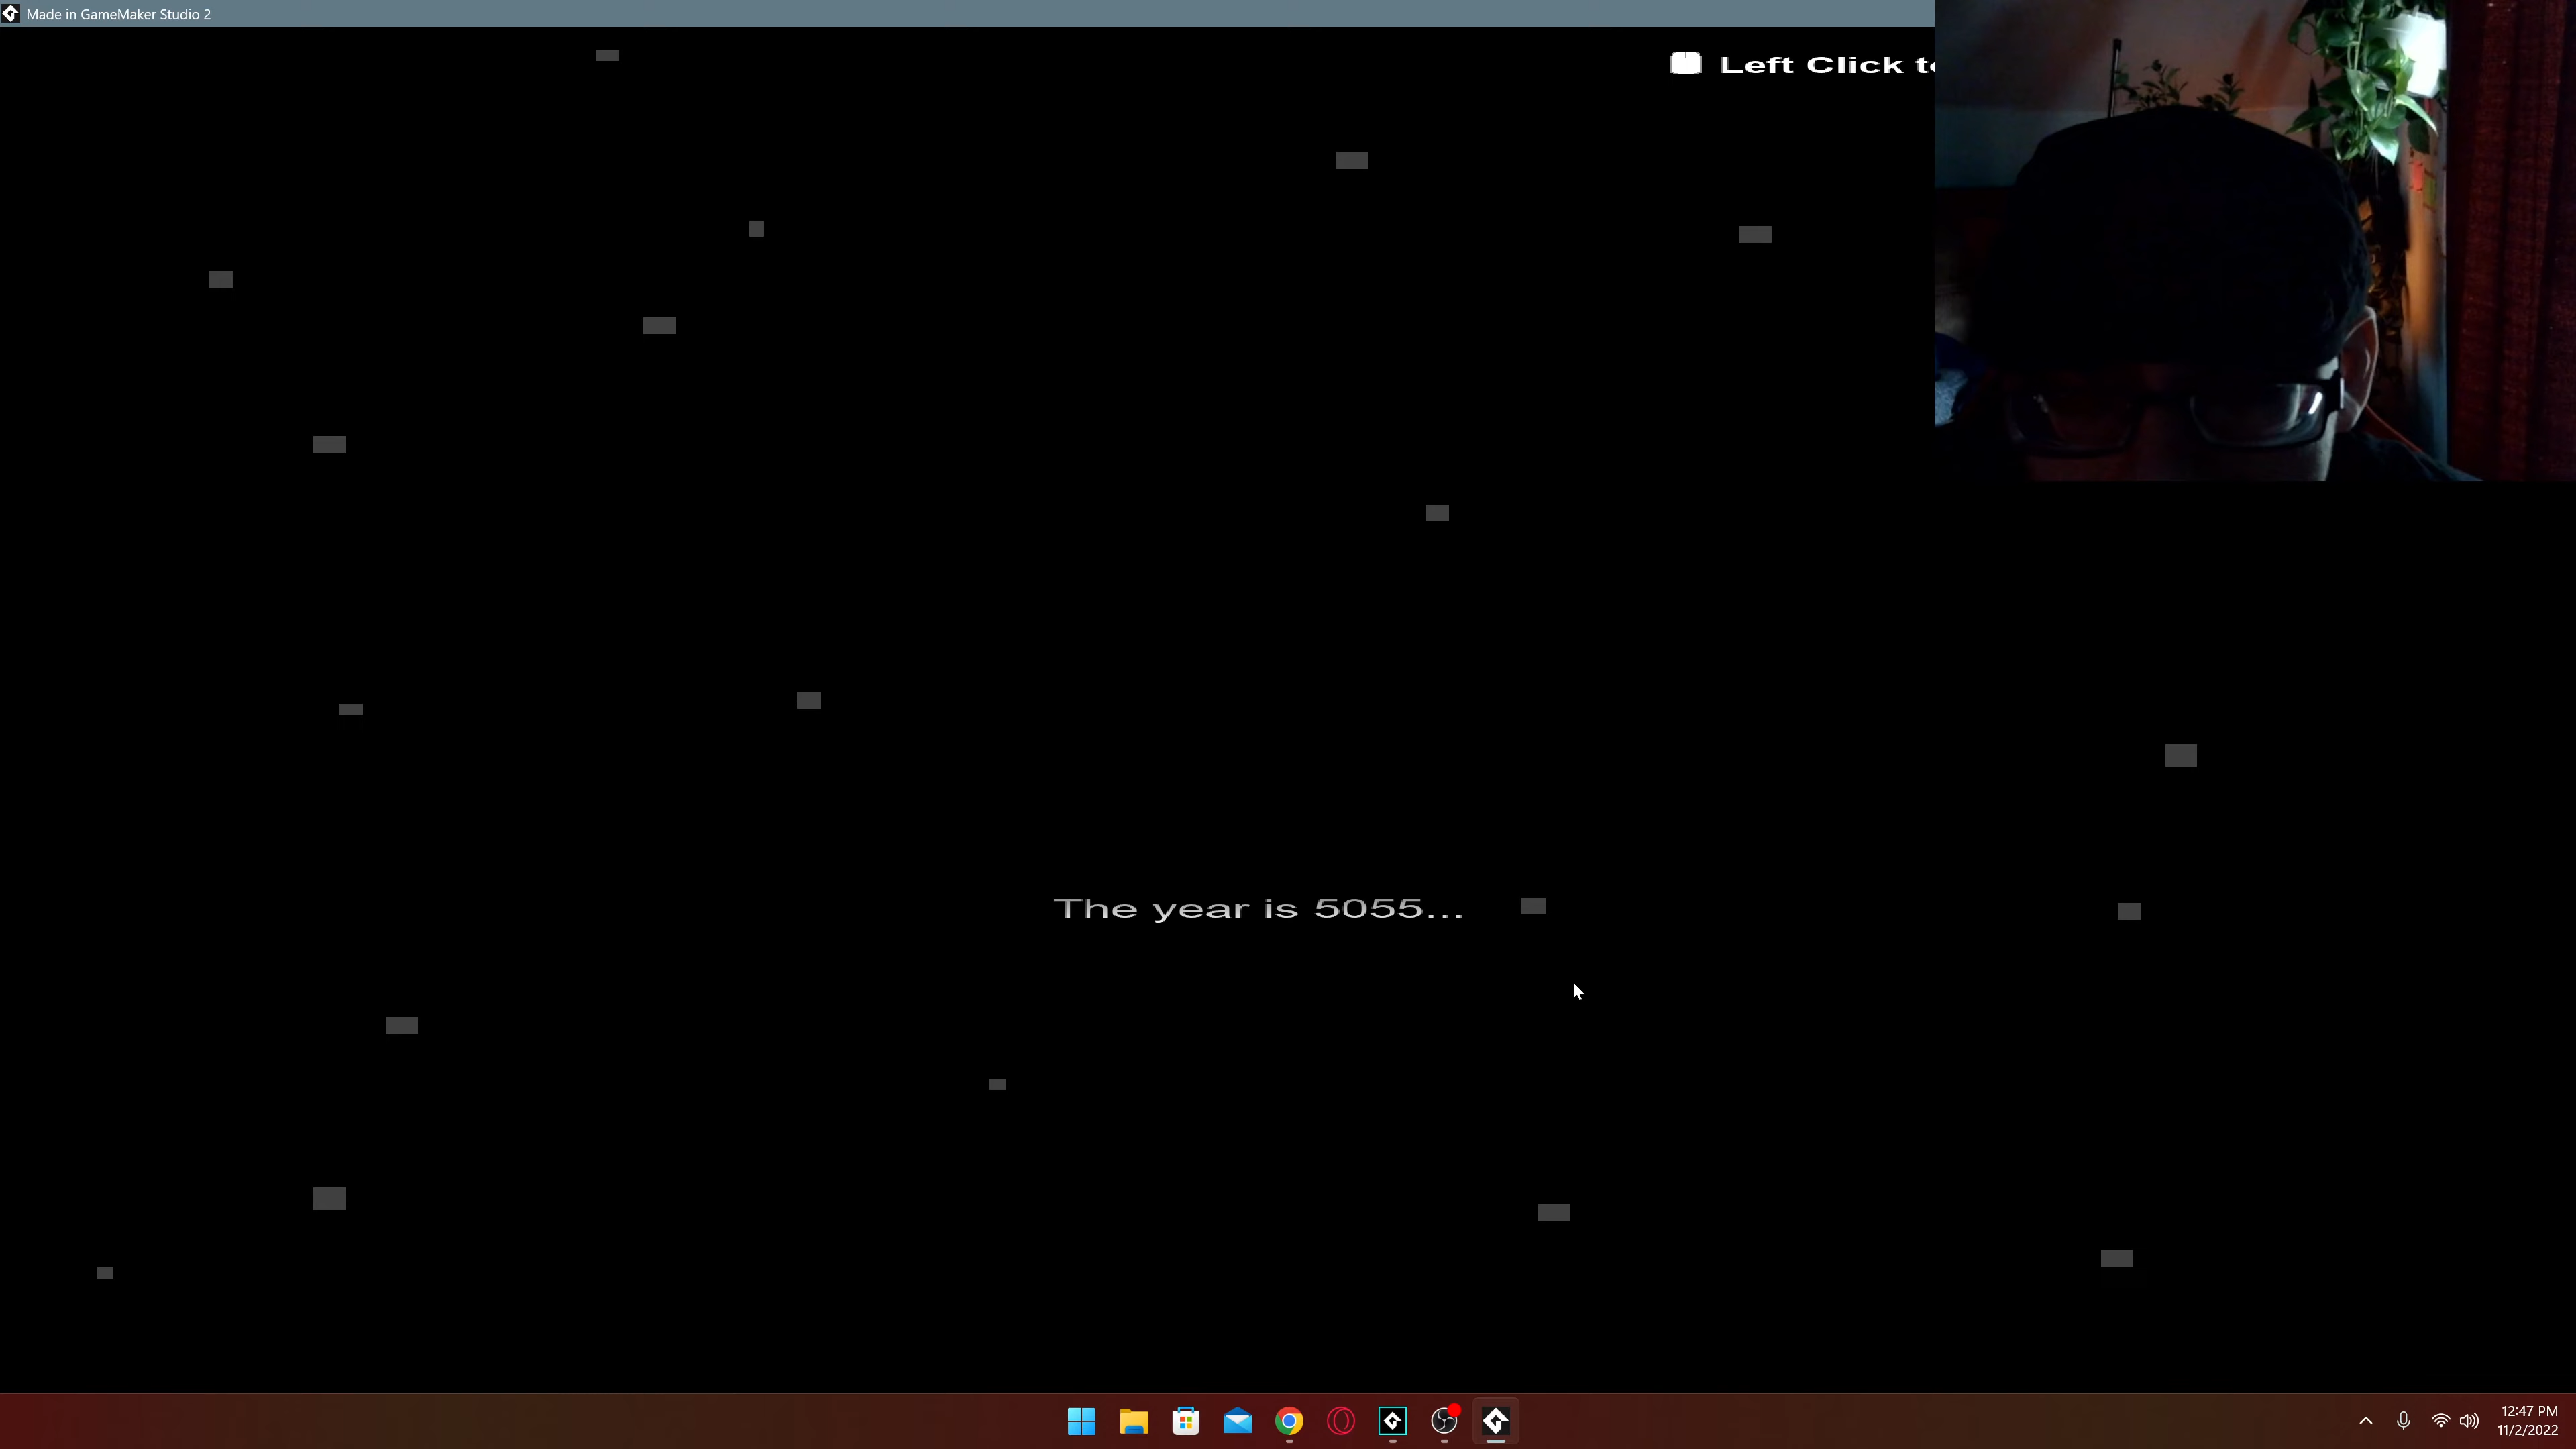 Made in GameMaker Studio 2
Left Click
The year is 5055...
12:47 PM
11/2/2022